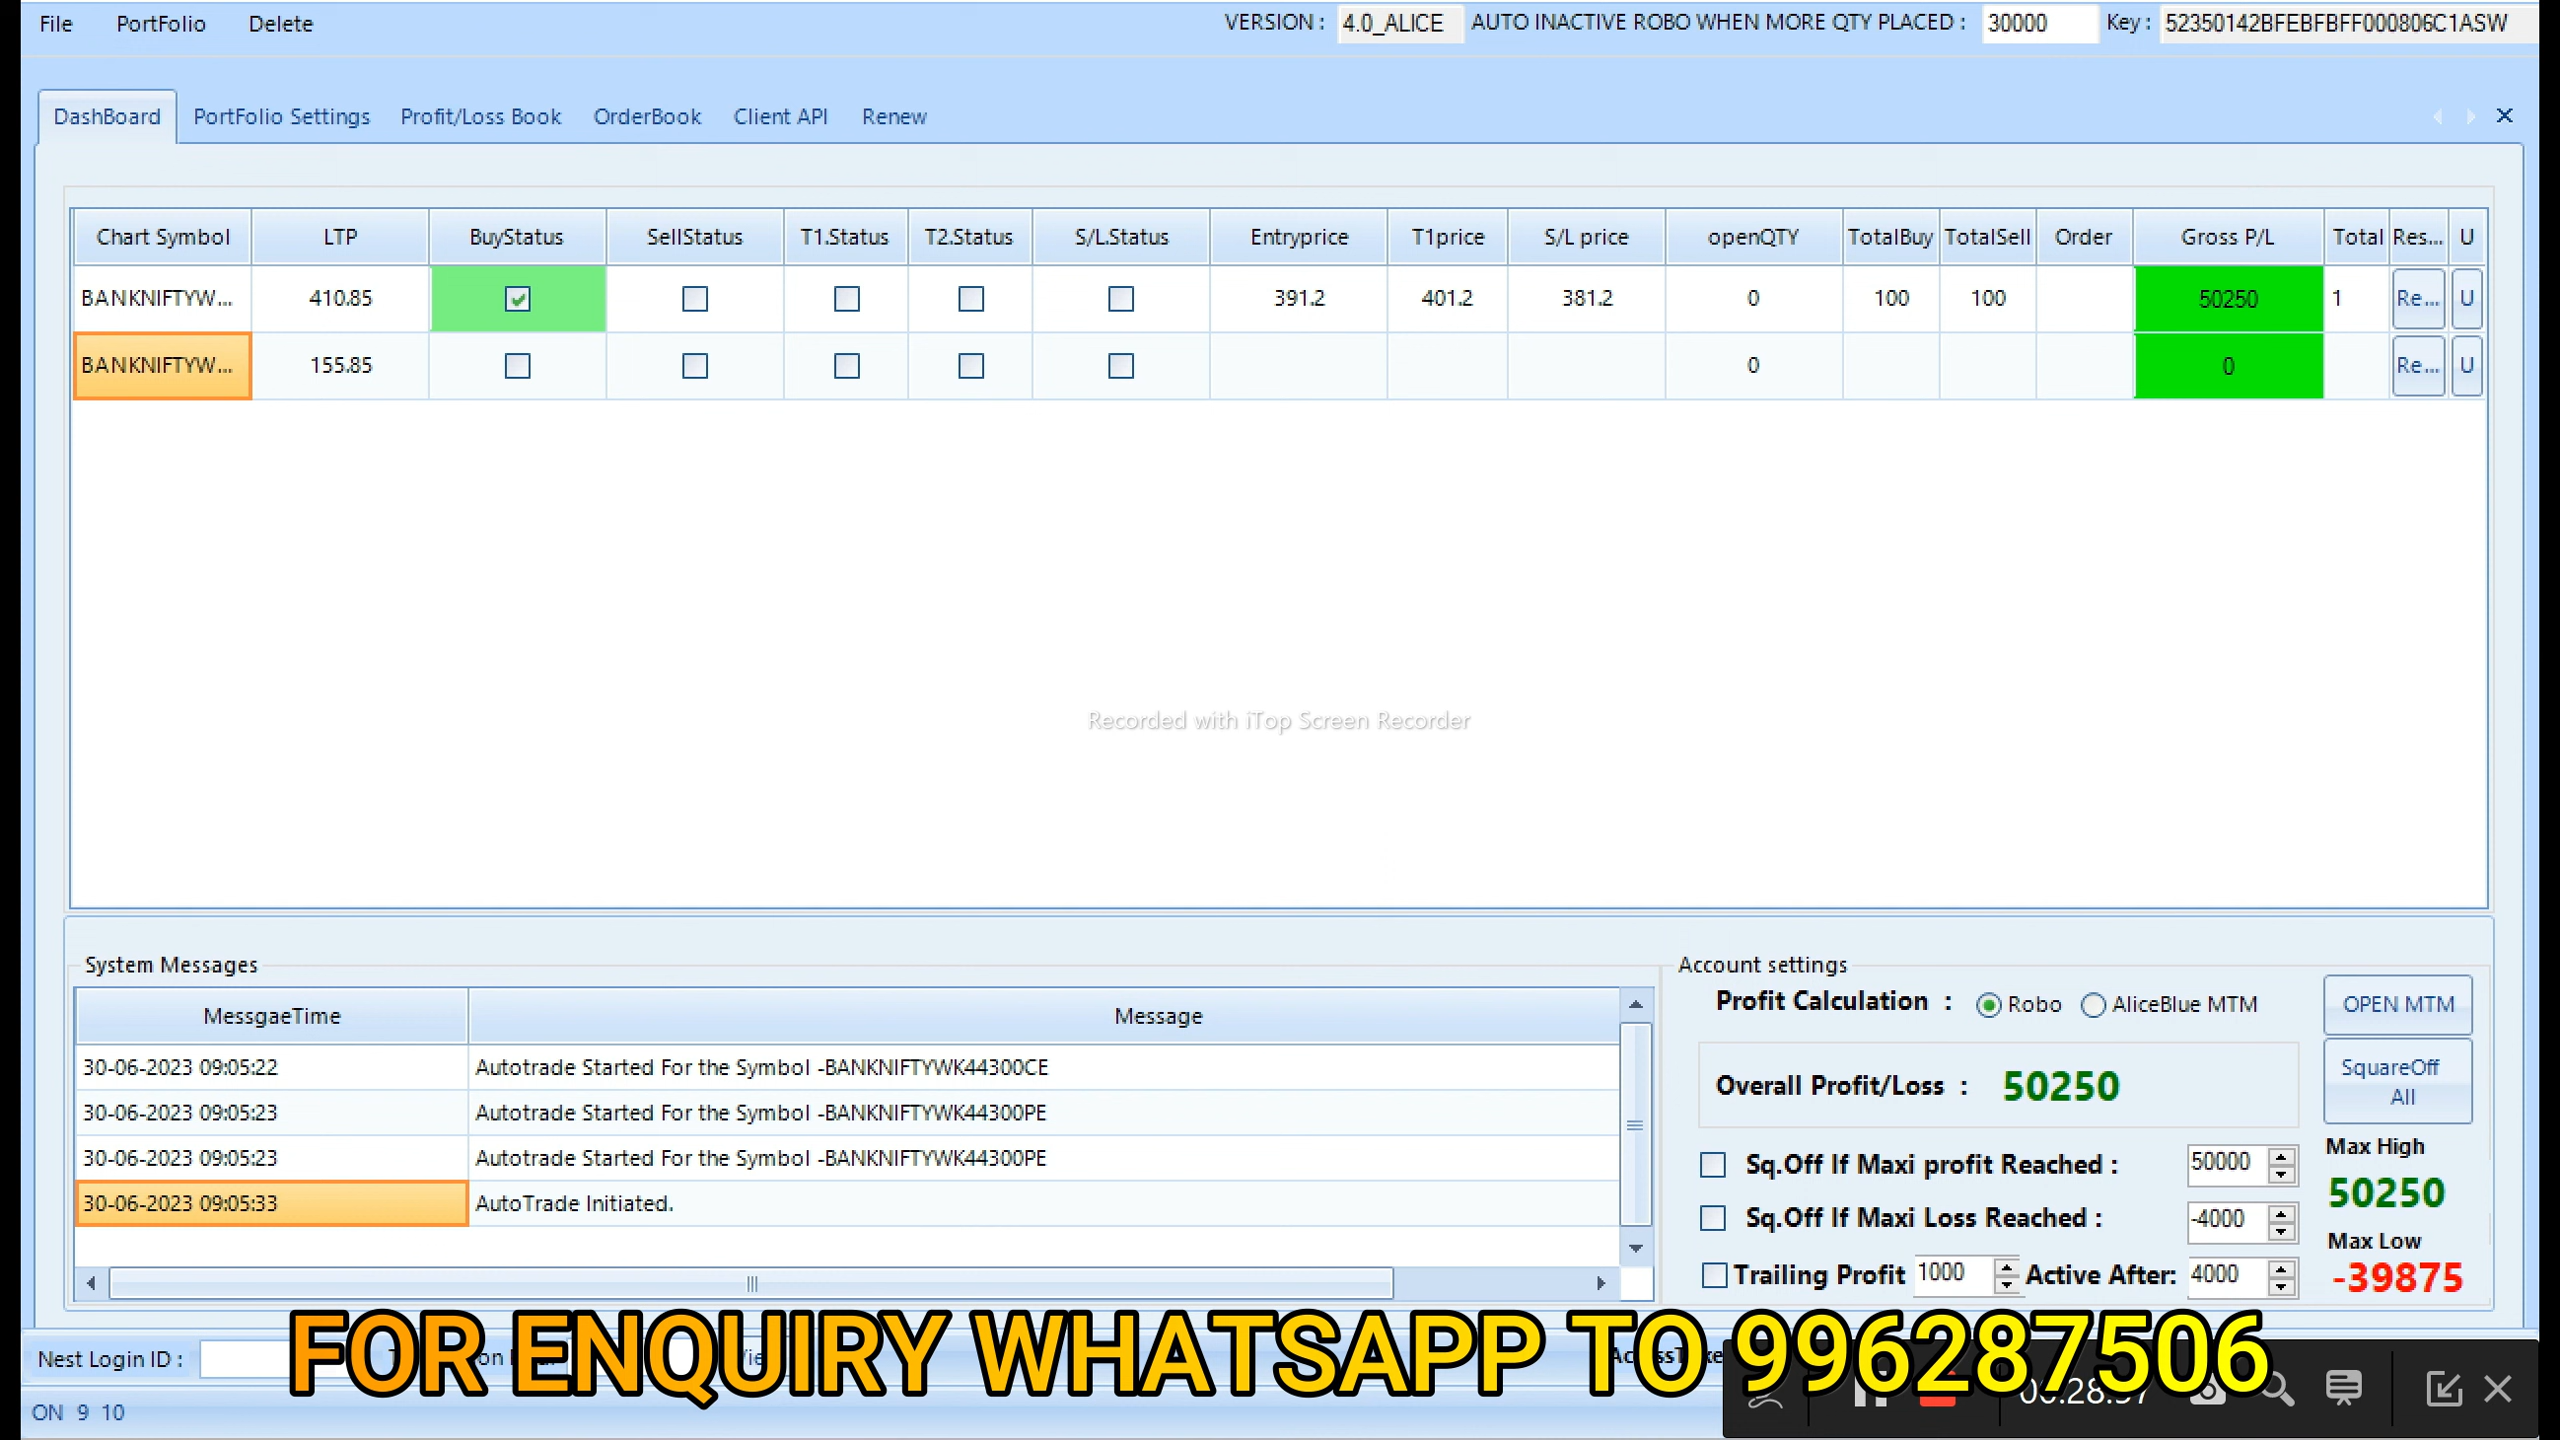 File PortFolio Delete VERSION : 4.0_ALICE AUTO INACTIVE ROBO WHEN MORE QTY PLACED : 30000 Key : 52350142BFEBFBFF000806C1ASW
DashBoard PortFolio Settings Profit/Loss Book OrderBook Client API Renew
Chart Symbol LTP BuyStatus SellStatus T1.Status T2.Status S/L.Status Entryprice T1price S/L price openQTY TotalBuy TotalSell Order Gross P/L Total Res... U
BANKNIFTYW... 410.85 391.2 401.2 381.2 0 100 100 50250 1 Re... U
BANKNIFTYW... 155.85 0 0 Re... U
Recorded with iTop Screen Recorder
System Messages
MessgaeTime Message
30-06-2023 09:05:22 Autotrade Started For the Symbol -BANKNIFTYWK44300CE
30-06-2023 09:05:23 Autotrade Started For the Symbol -BANKNIFTYWK44300PE
30-06-2023 09:05:23 Autotrade Started For the Symbol -BANKNIFTYWK44300PE
30-06-2023 09:05:33 AutoTrade Initiated.
Account settings
Profit Calculation : Robo AliceBlue MTM OPEN MTM
Overall Profit/Loss : 50250
SquareOff
All
Sq.Off If Maxi profit Reached : 50000
Max High
50250
Sq.Off If Maxi Loss Reached : -4000
Max Low
-39875
Trailing Profit 1000 Active After: 4000
Nest Login ID :
FOR ENQUIRY WHATSAPP TO 996287506
ON 9 10